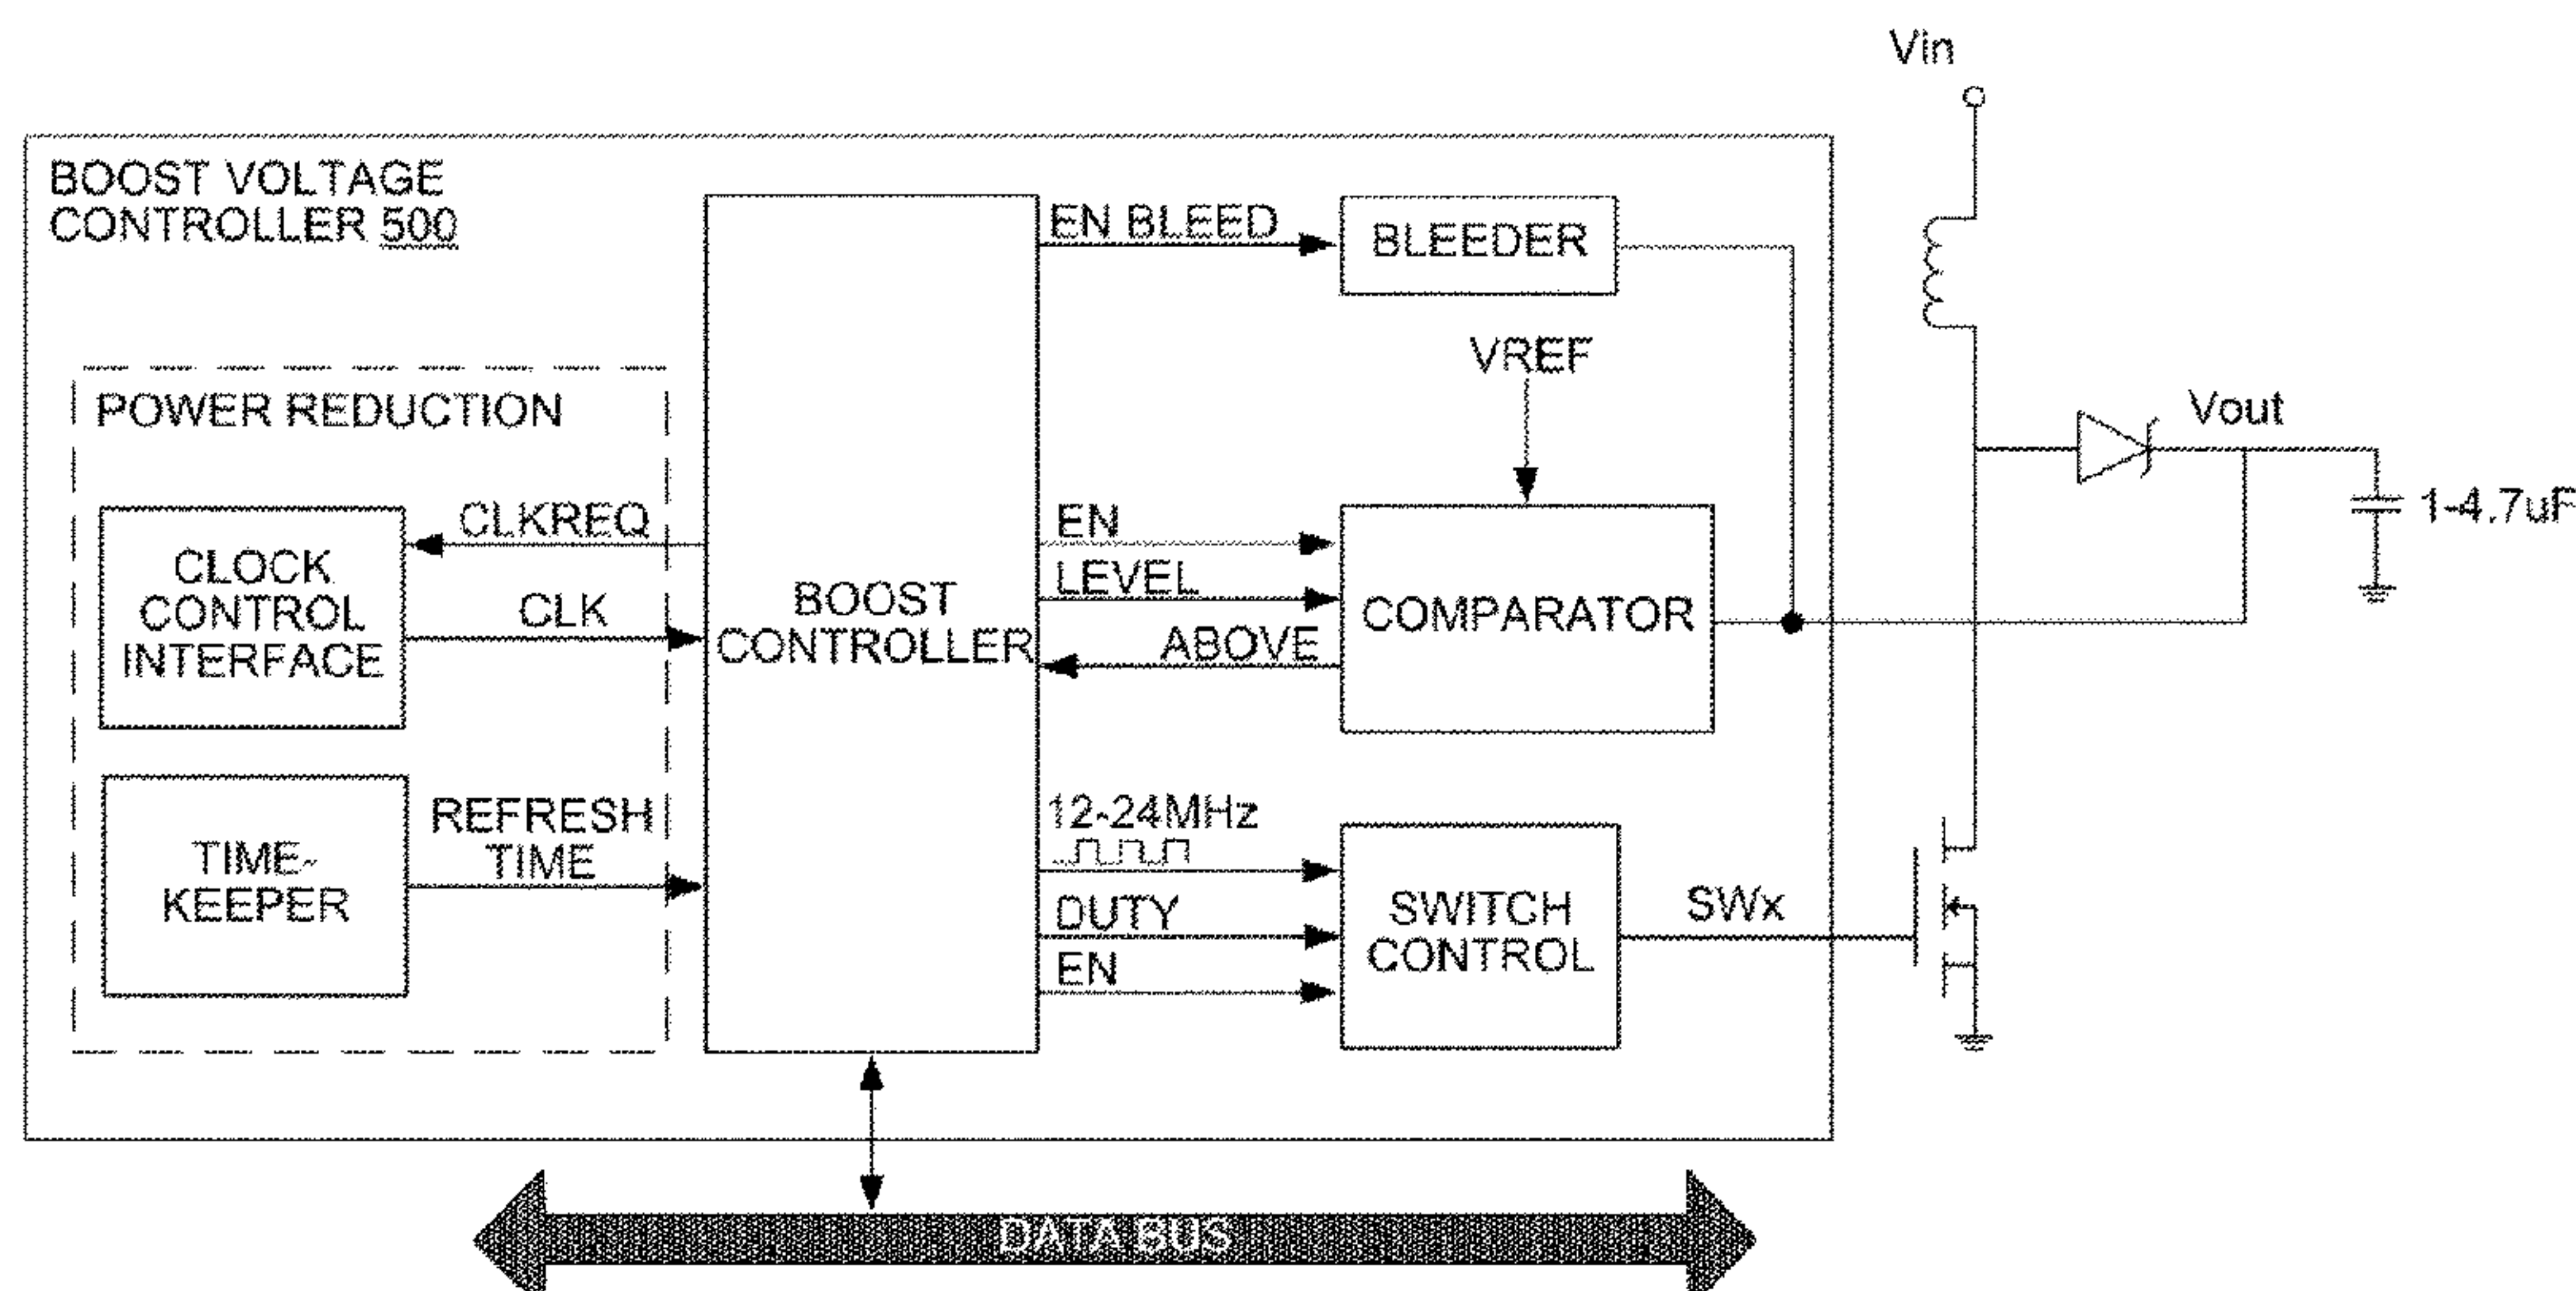 Vin
BOOST VOLTAGE
CONTROLLER 500
EN BLEED
BLEEDER
VREF
POWER REDUCTION
Vout
CLKREQ
EN
1-4.7uF
CLOCK
CONTROL
INTERFACE
CLK
LEVEL
BOOST
CONTROLLER
COMPARATOR
ABOVE
12-24MHz
REFRESH
TIME
TIME-
KEEPER
DUTY
SWITCH
CONTROL
SWx
EN
DATA BUS